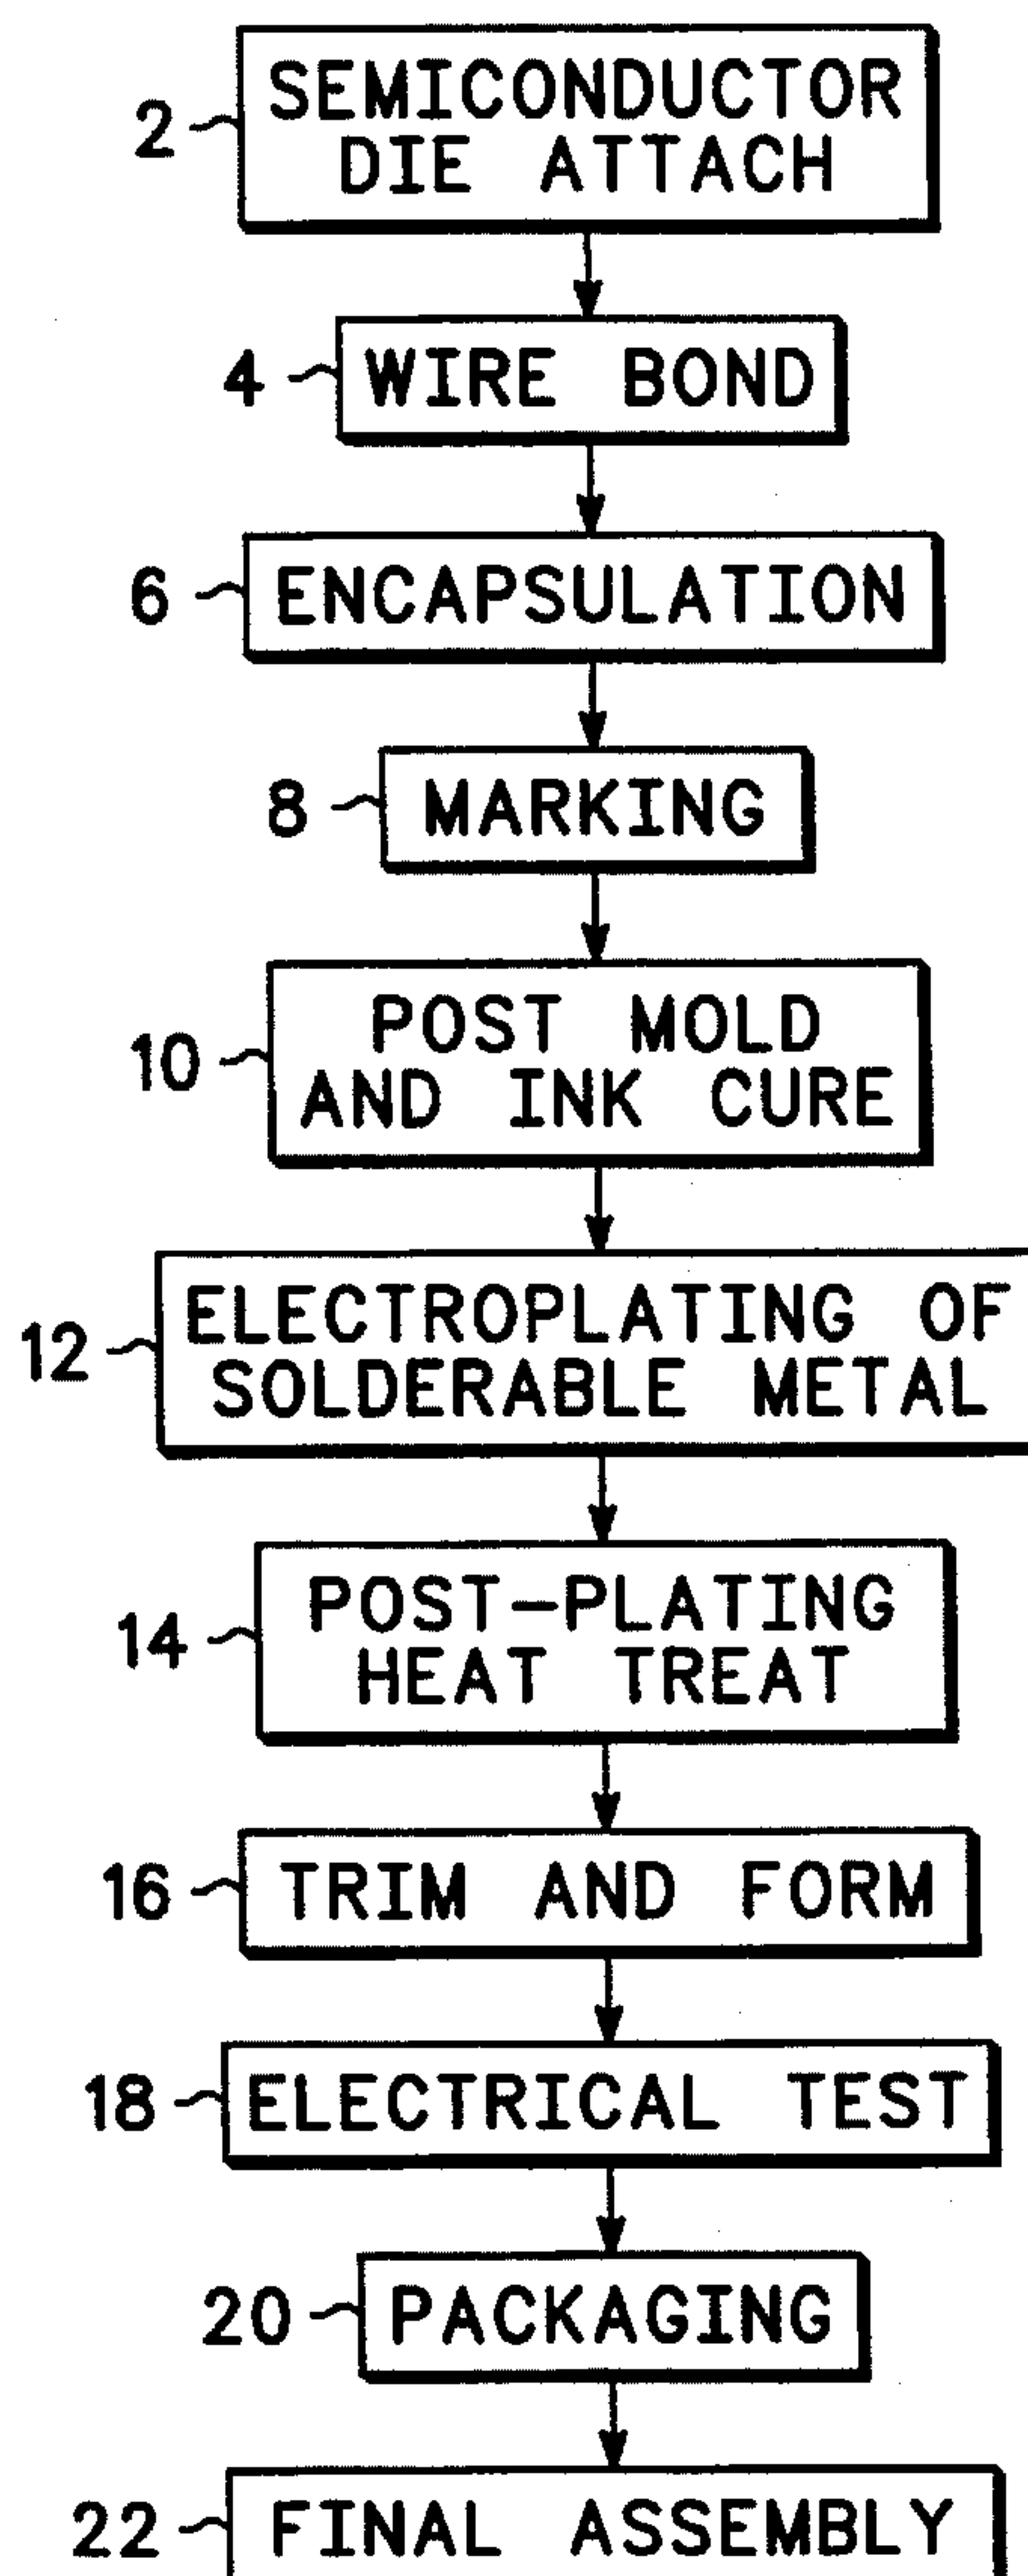 2
SEMICONDUCTOR
DIE ATTACH
4
WIRE BOND
6
ENCAPSULATION
8
MARKING
10
POST MOLD
AND INK CURE
12
ELECTROPLATING OF
SOLDERABLE METAL
14
POST-PLATING
HEAT TREAT
16
TRIM AND FORM
18
ELECTRICAL TEST
20
PACKAGING
22
FINAL ASSEMBLY